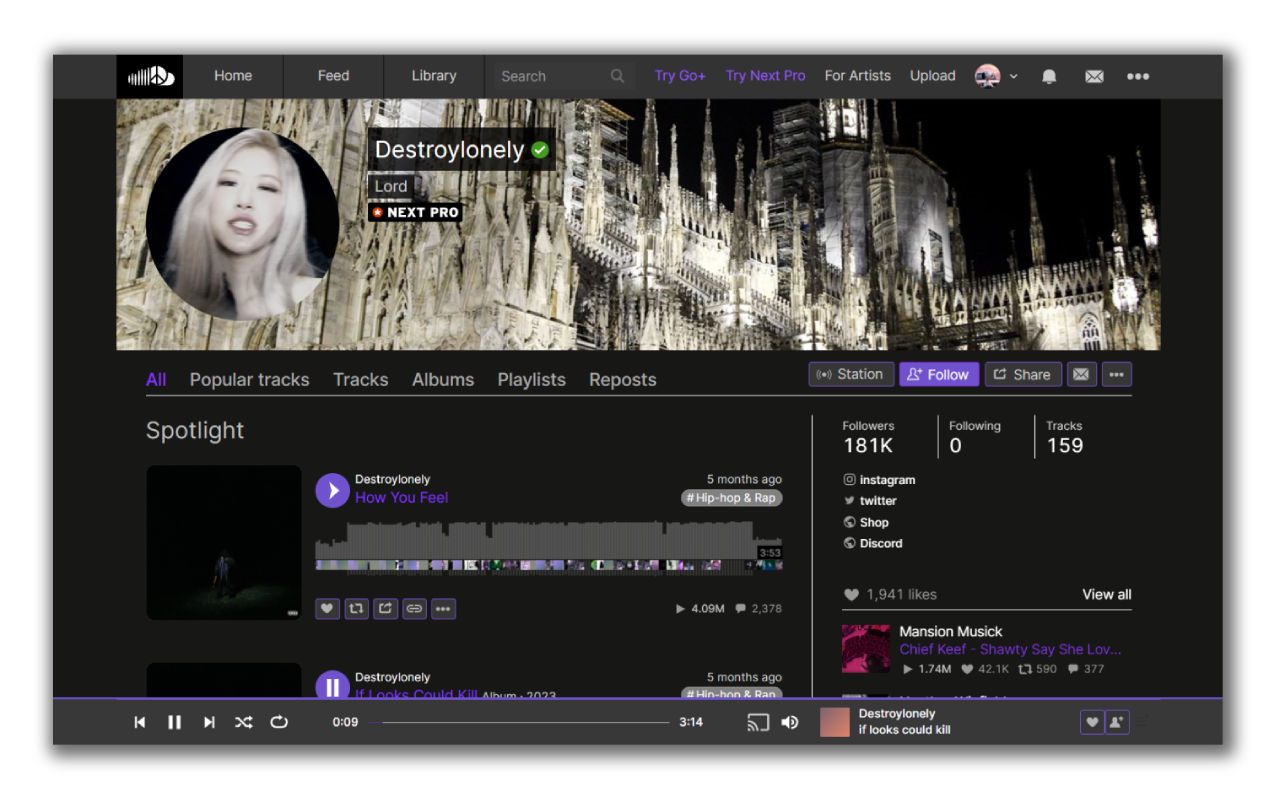 Home Feed Library Search Try Go+ Try Next Pro For Artists Upload
Destroylonely
Lord
NEXT PRO
All Popular tracks Tracks Albums Playlists Reposts
Station Follow Share
Spotlight
Followers Following Tracks
181K 0 159
Destroylonely 5 months ago
How You Feel # Hip-hop & Rap
3:53
4.09M 2,378
instagram
twitter
Shop
Discord
1,941 likes View all
Mansion Musick
Chief Keef - Shawty Say She Lov...
1.74M 42.1K 590 377
Destroylonely 5 months ago
If Looks Could Kill Album · 2023 # Hip-hop & Rap
0:09 3:14
Destroylonely
if looks could kill